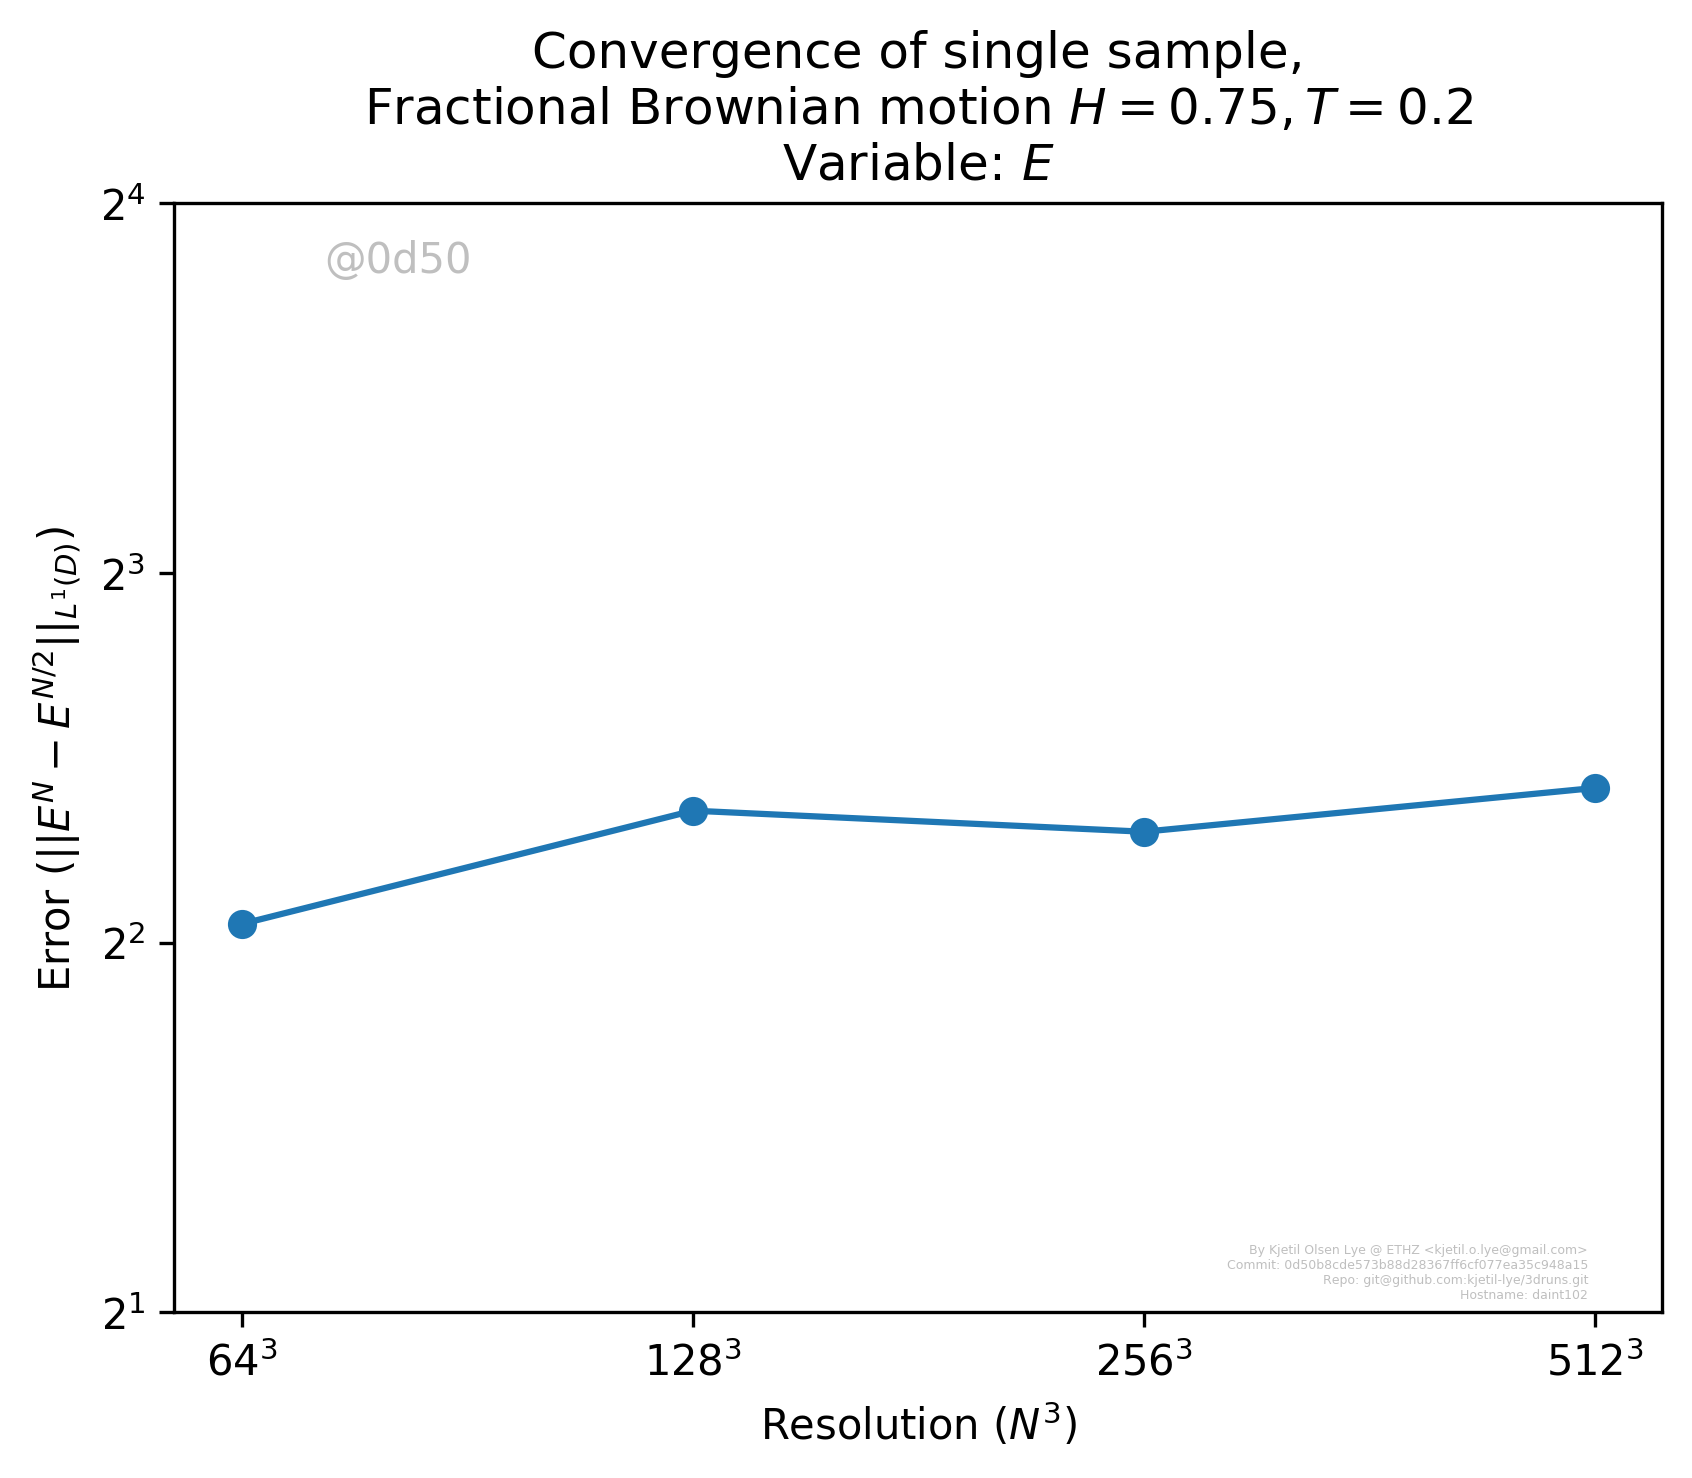 Convergence of single sample,
Fractional Brownian motion H = 0.75, T = 0.2
Variable: E
@0d50
2⁴
2³
2²
2¹
Error (||E^N − E^{N/2}||_{L¹(D)})
64³
128³
256³
512³
Resolution (N³)
By Kjetil Olsen Lye @ ETHZ <kjetil.o.lye@gmail.com>
Commit: 0d50b8cde573b88d28367ff6cf077ea35c948a15
Repo: git@github.com:kjetil-lye/3druns.git
Hostname: daint102